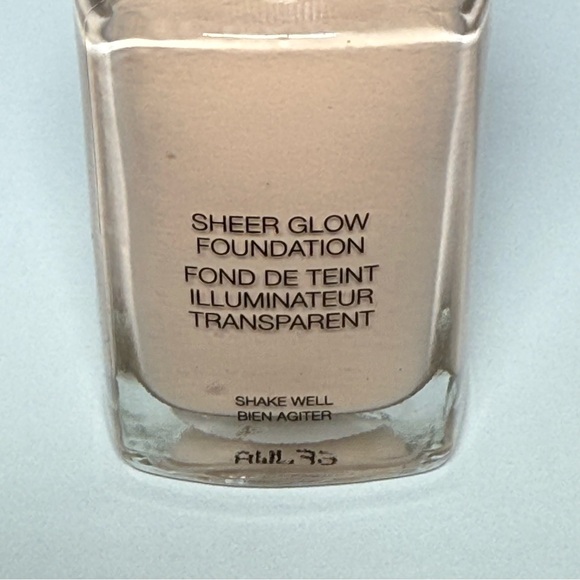 SHEER GLOW
FOUNDATION
FOND DE TEINT
ILLUMINATEUR
TRANSPARENT
SHAKE WELL
BIEN AGITER